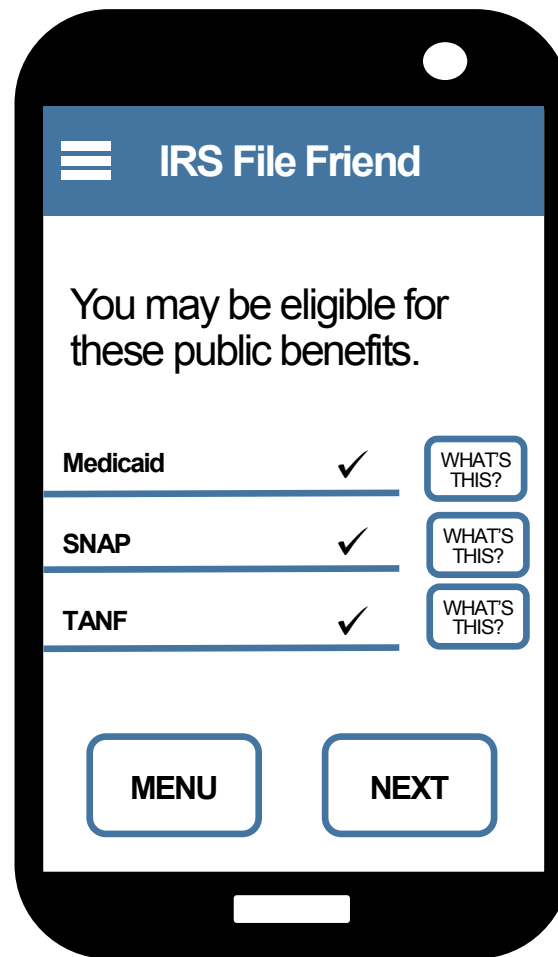 IRS File Friend
You may be eligible for
these public benefits.
Medicaid ✓ WHAT'S
THIS?
SNAP ✓ WHAT'S
THIS?
TANF ✓ WHAT'S
THIS?
MENU NEXT